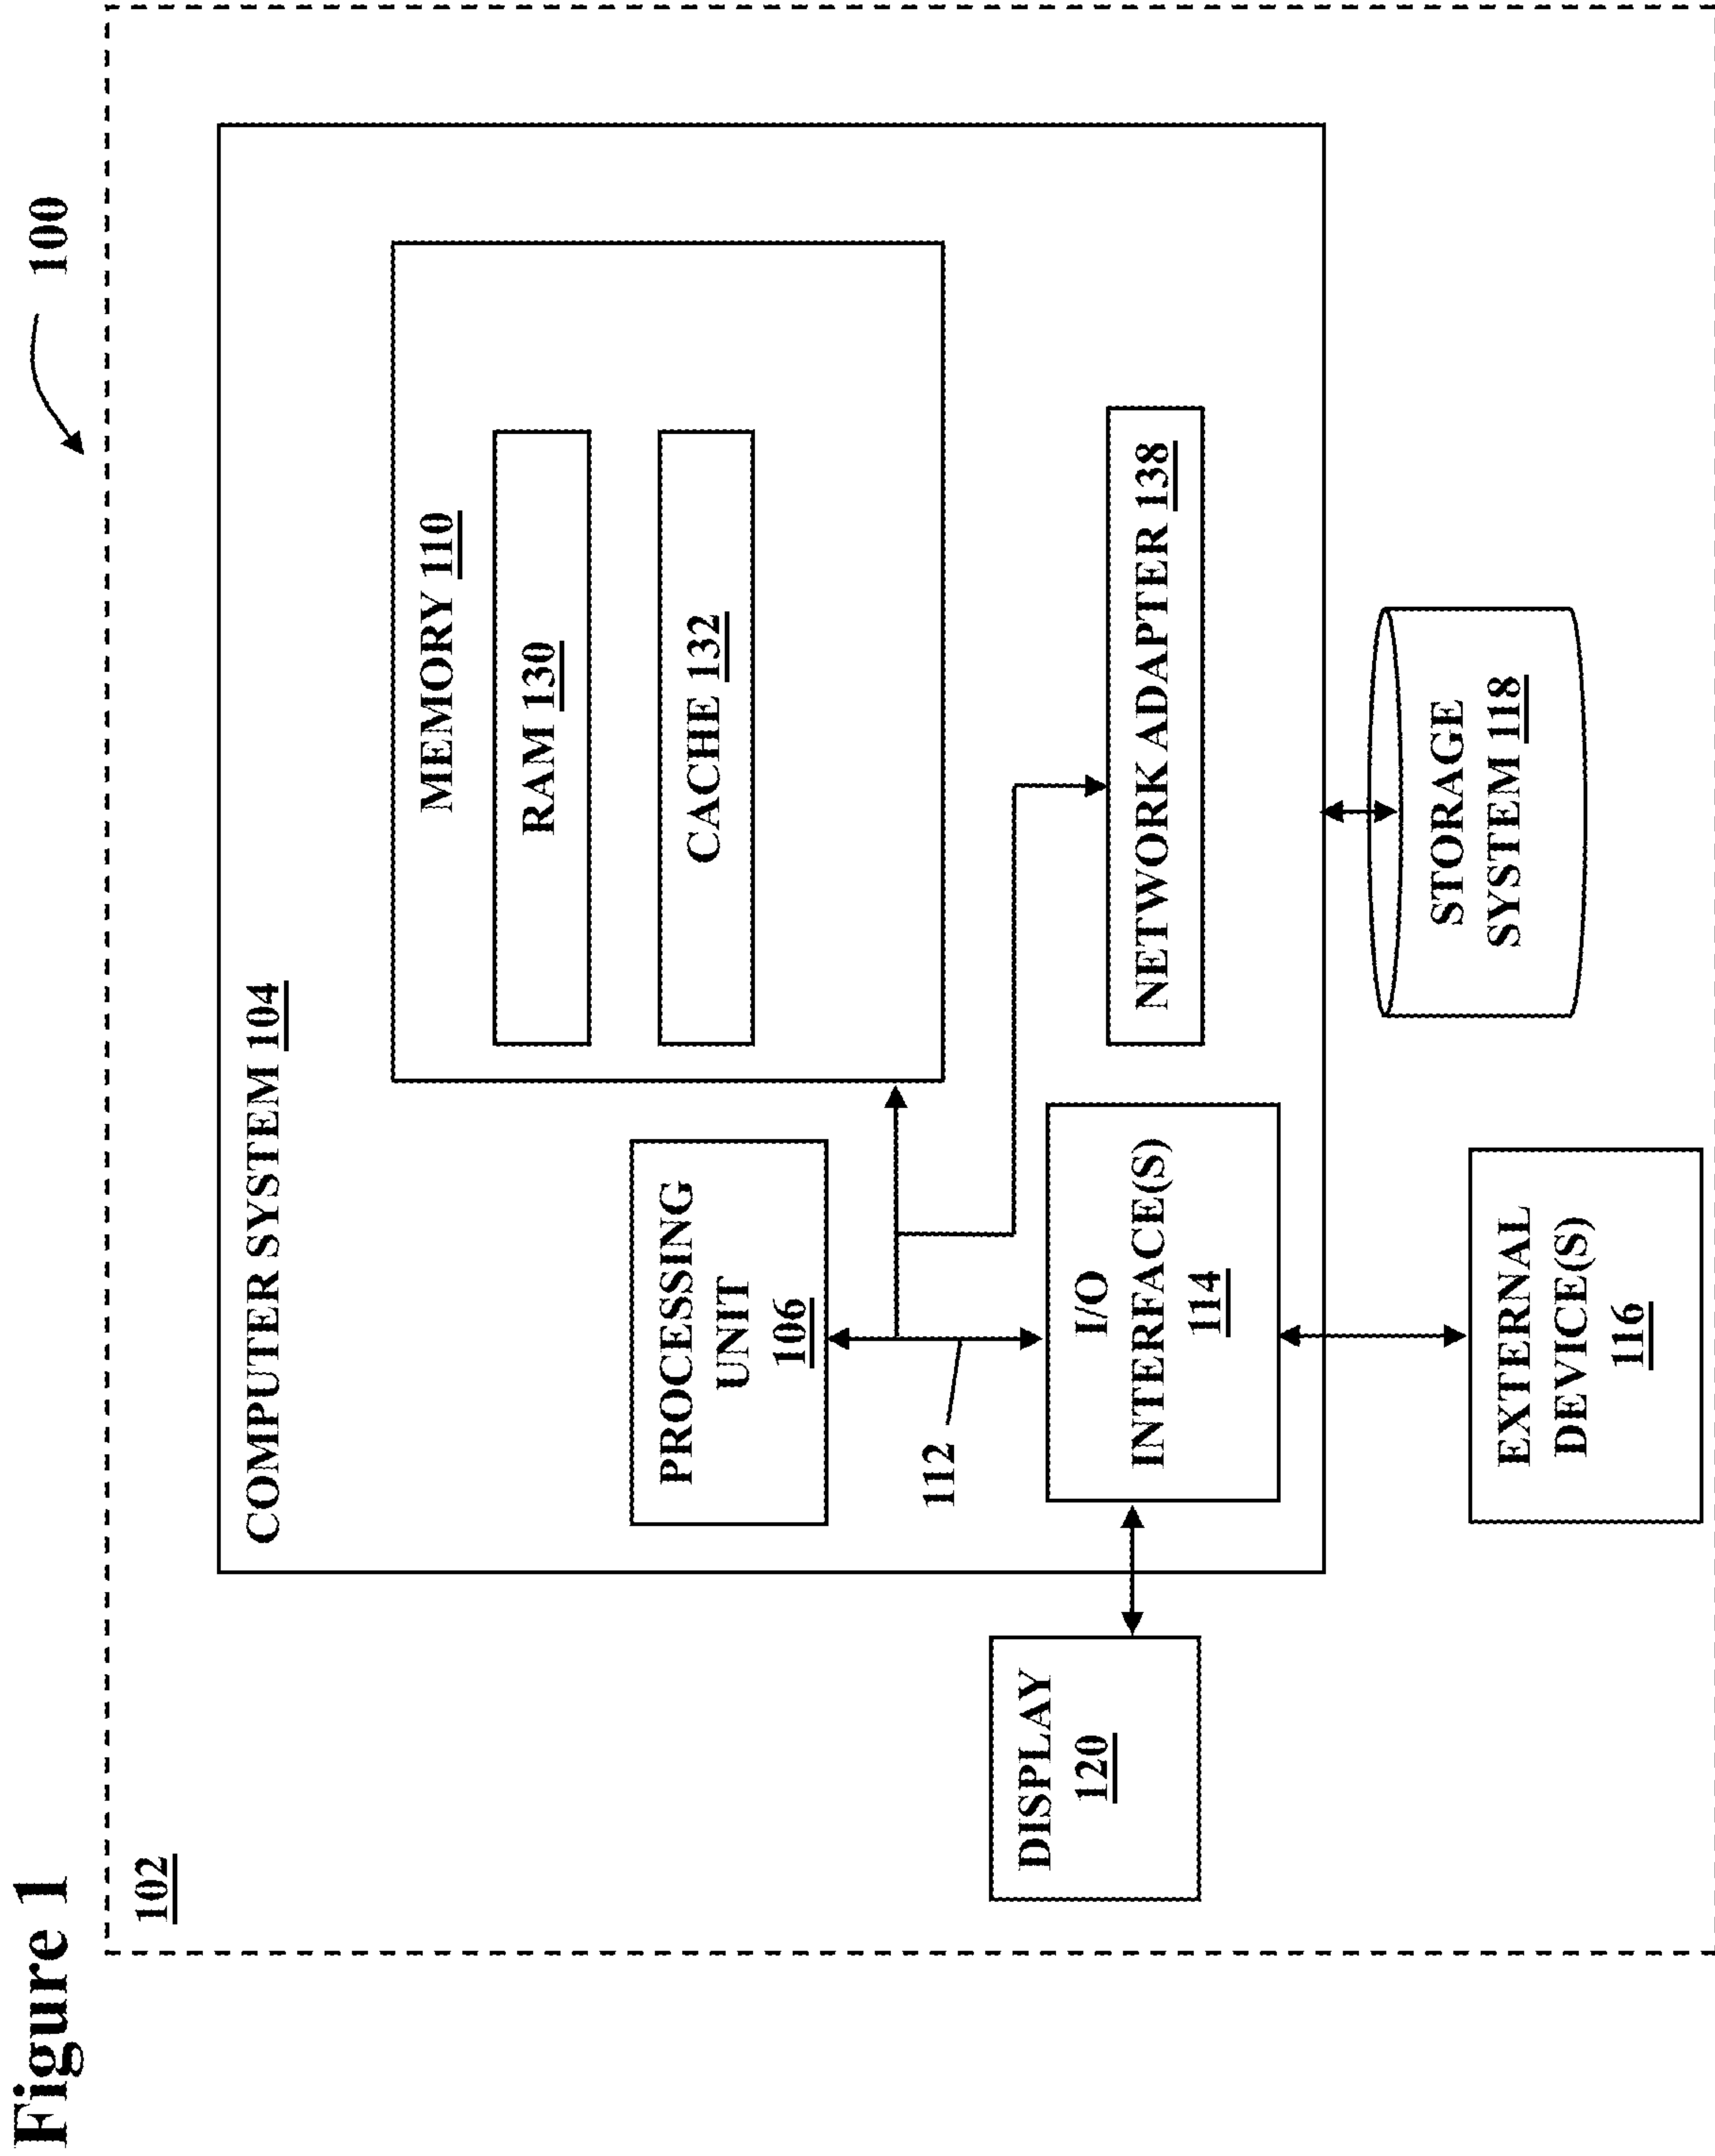 Figure 1
100
102
COMPUTER SYSTEM 104
MEMORY 110
RAM 130
CACHE 132
PROCESSING
UNIT
106
112
I/O
INTERFACE(S)
114
NETWORK ADAPTER 138
DISPLAY
120
EXTERNAL
DEVICE(S)
116
STORAGE
SYSTEM 118